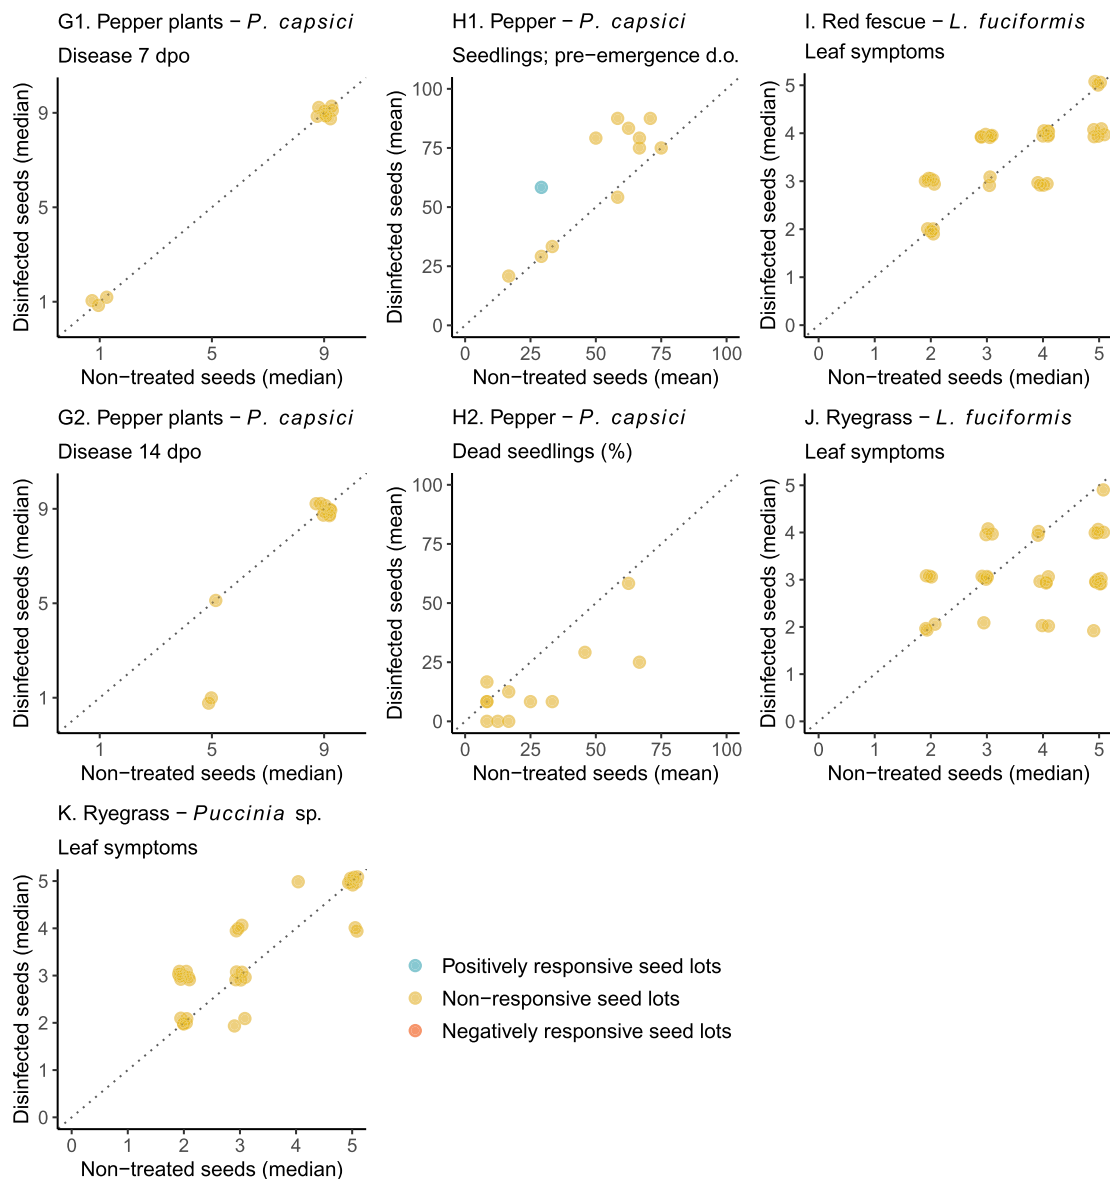 G1. Pepper plants − P. capsici
Disease 7 dpo
Disinfected seeds (median)
9
5
1
1 5 9
Non−treated seeds (median)
H1. Pepper − P. capsici
Seedlings; pre−emergence d.o.
Disinfected seeds (mean)
100
75
50
25
0
0 25 50 75 100
Non−treated seeds (mean)
I. Red fescue − L. fuciformis
Leaf symptoms
Disinfected seeds (median)
5
4
3
2
1
0
0 1 2 3 4 5
Non−treated seeds (median)
G2. Pepper plants − P. capsici
Disease 14 dpo
Disinfected seeds (median)
9
5
1
1 5 9
Non−treated seeds (median)
H2. Pepper − P. capsici
Dead seedlings (%)
Disinfected seeds (mean)
100
75
50
25
0
0 25 50 75 100
Non−treated seeds (mean)
J. Ryegrass − L. fuciformis
Leaf symptoms
Disinfected seeds (median)
5
4
3
2
1
0
0 1 2 3 4 5
Non−treated seeds (median)
K. Ryegrass − Puccinia sp.
Leaf symptoms
Disinfected seeds (median)
5
4
3
2
1
0
0 1 2 3 4 5
Non−treated seeds (median)
Positively responsive seed lots
Non−responsive seed lots
Negatively responsive seed lots